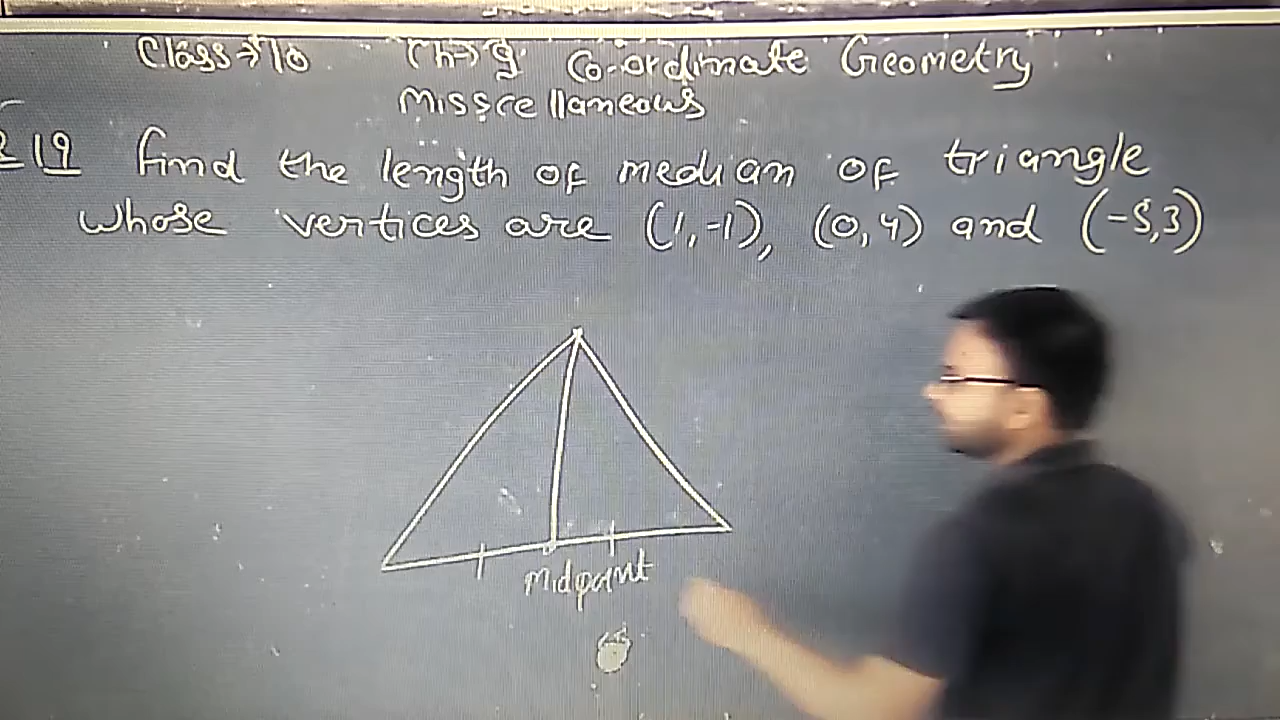 Class → 10 Ch → 9 Co-ordinate Geometry
Misscellaneous
Q 19 find the length of median of triangle
whose vertices are (1,-1), (0,4) and (-5,3)
Midpoint